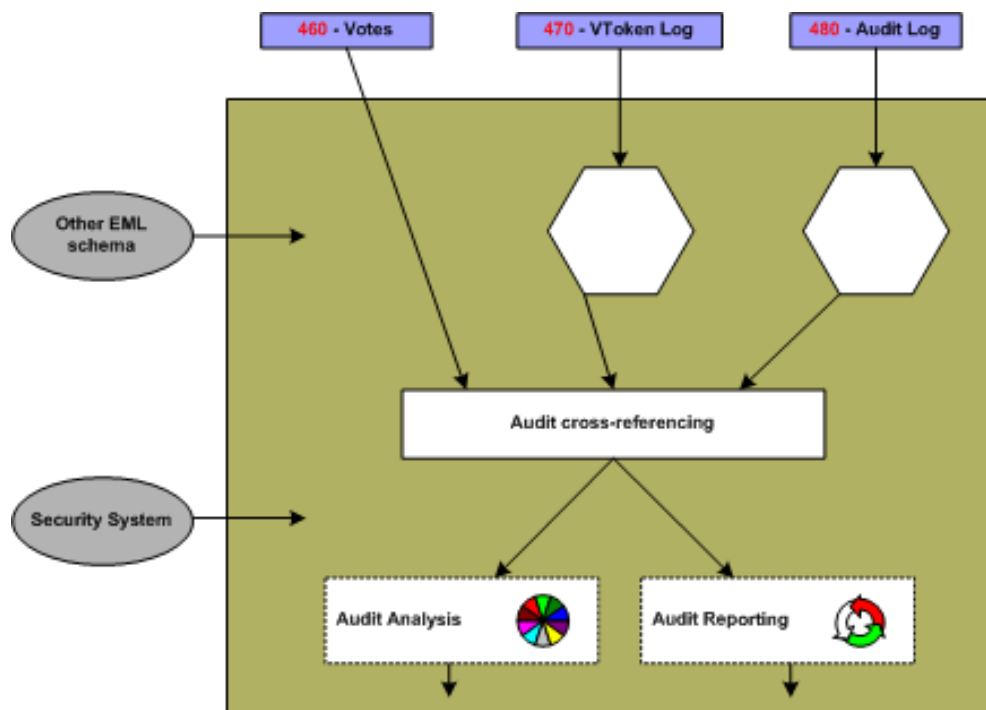 460 - Votes
470 - VToken Log
480 - Audit Log
Other EML
schema
Audit cross-referencing
Security System
Audit Analysis
Audit Reporting